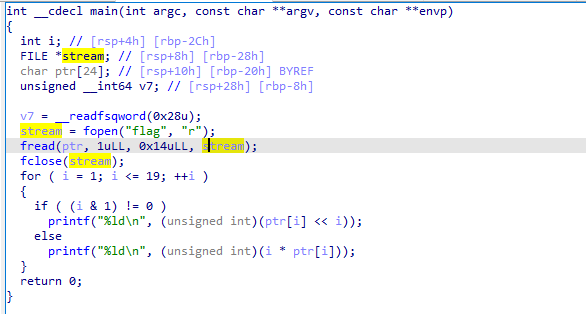 int __cdecl main(int argc, const char **argv, const char **envp)
{
  int i; // [rsp+4h] [rbp-2Ch]
  FILE *stream; // [rsp+8h] [rbp-28h]
  char ptr[24]; // [rsp+10h] [rbp-20h] BYREF
  unsigned __int64 v7; // [rsp+28h] [rbp-8h]

  v7 = __readfsqword(0x28u);
  stream = fopen("flag", "r");
  fread(ptr, 1uLL, 0x14uLL, stream);
  fclose(stream);
  for ( i = 1; i <= 19; ++i )
  {
    if ( (i & 1) != 0 )
      printf("%ld\n", (unsigned int)(ptr[i] << i));
    else
      printf("%ld\n", (unsigned int)(i * ptr[i]));
  }
  return 0;
}